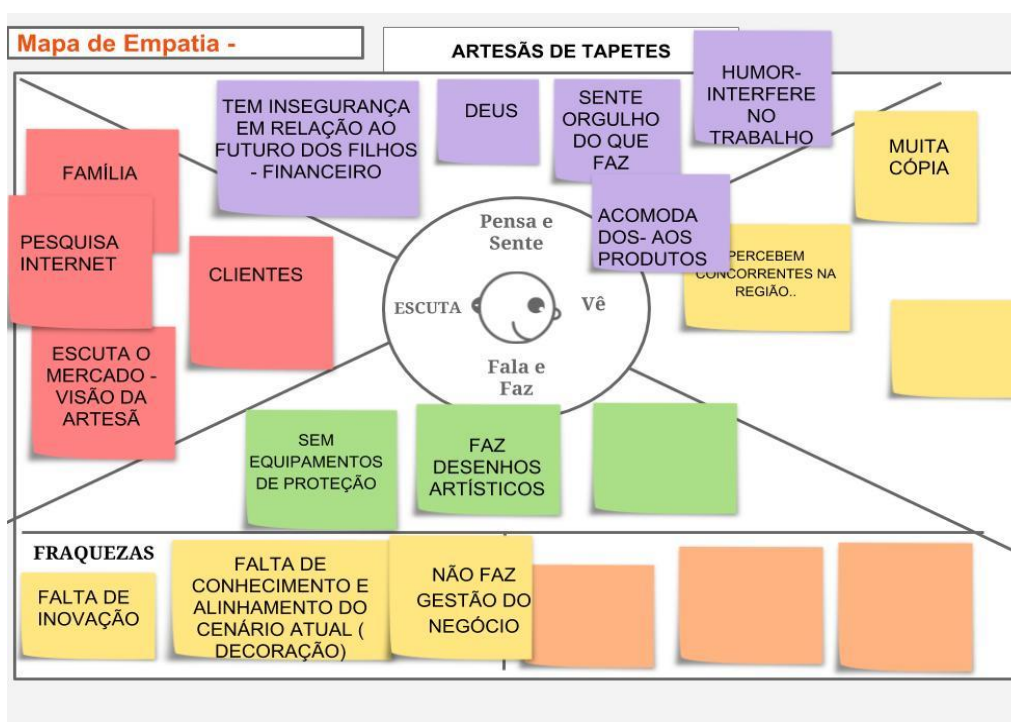 Mapa de Empatia -
ARTESÃS DE TAPETES
TEM INSEGURANÇA
EM RELAÇÃO AO
FUTURO DOS FILHOS
- FINANCEIRO
DEUS
SENTE
ORGULHO
DO QUE
FAZ
HUMOR-
INTERFERE
NO
TRABALHO
ACOMODA
DOS- AOS
PRODUTOS
MUITA
CÓPIA
PERCEBEM
CONCORRENTES NA
REGIÃO..
FAMÍLIA
PESQUISA
INTERNET
CLIENTES
ESCUTA O
MERCADO -
VISÃO DA
ARTESÃ
Pensa e
Sente
ESCUTA
Vê
Fala e
Faz
SEM
EQUIPAMENTOS
DE PROTEÇÃO
FAZ
DESENHOS
ARTÍSTICOS
FRAQUEZAS
FALTA DE
INOVAÇÃO
FALTA DE
CONHECIMENTO E
ALINHAMENTO DO
CENÁRIO ATUAL (
DECORAÇÃO)
NÃO FAZ
GESTÃO DO
NEGÓCIO